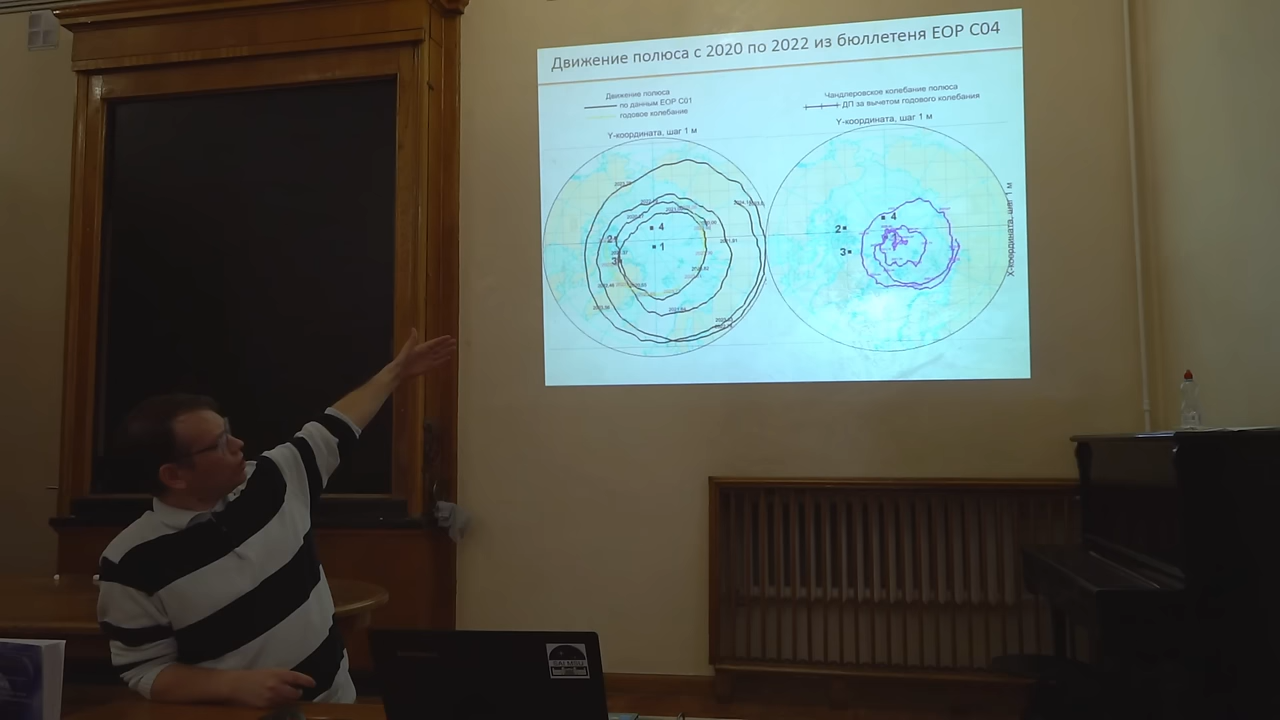 Движение полюса с 2020 по 2022 из бюллетеня EOP C04
Движение полюса
по данным EOP C01
годовое колебание
Y-координата, шаг 1 м
4
2
1
3
Чандлеровское колебание полюса
ДП за вычетом годового колебания
Y-координата, шаг 1 м
X-координата, шаг 1 м
4
2
3
SAI MSU